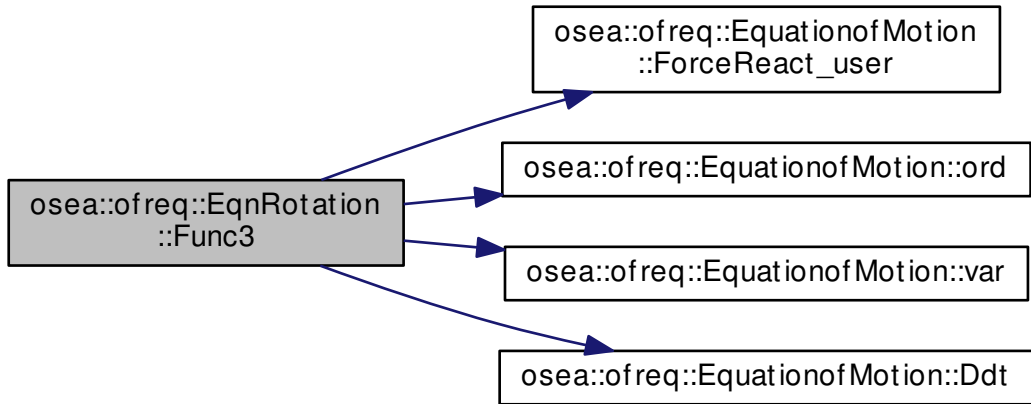 osea::ofreq::EquationofMotion
::ForceReact_user
osea::ofreq::EquationofMotion::ord
osea::ofreq::EqnRotation
::Func3
osea::ofreq::EquationofMotion::var
osea::ofreq::EquationofMotion::Ddt